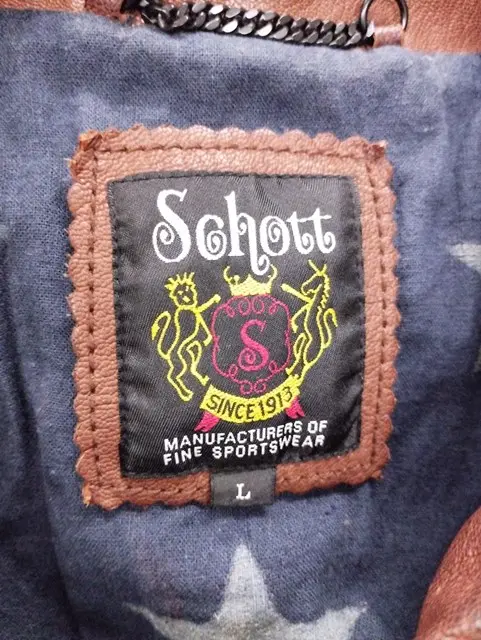 Schott
S
SINCE 1913
MANUFACTURERS OF
FINE SPORTSWEAR
L